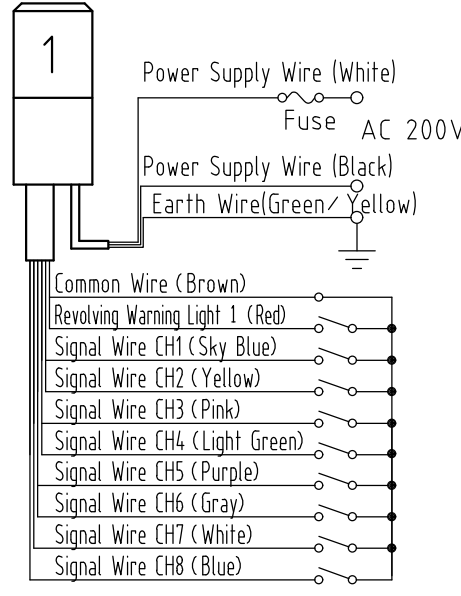 1
Power Supply Wire (White)
Fuse
AC 200V
Power Supply Wire (Black)
Earth Wire(Green/Yellow)
Common Wire (Brown)
Revolving Warning Light 1 (Red)
Signal Wire CH1 (Sky Blue)
Signal Wire CH2 (Yellow)
Signal Wire CH3 (Pink)
Signal Wire CH4 (Light Green)
Signal Wire CH5 (Purple)
Signal Wire CH6 (Gray)
Signal Wire CH7 (White)
Signal Wire CH8 (Blue)